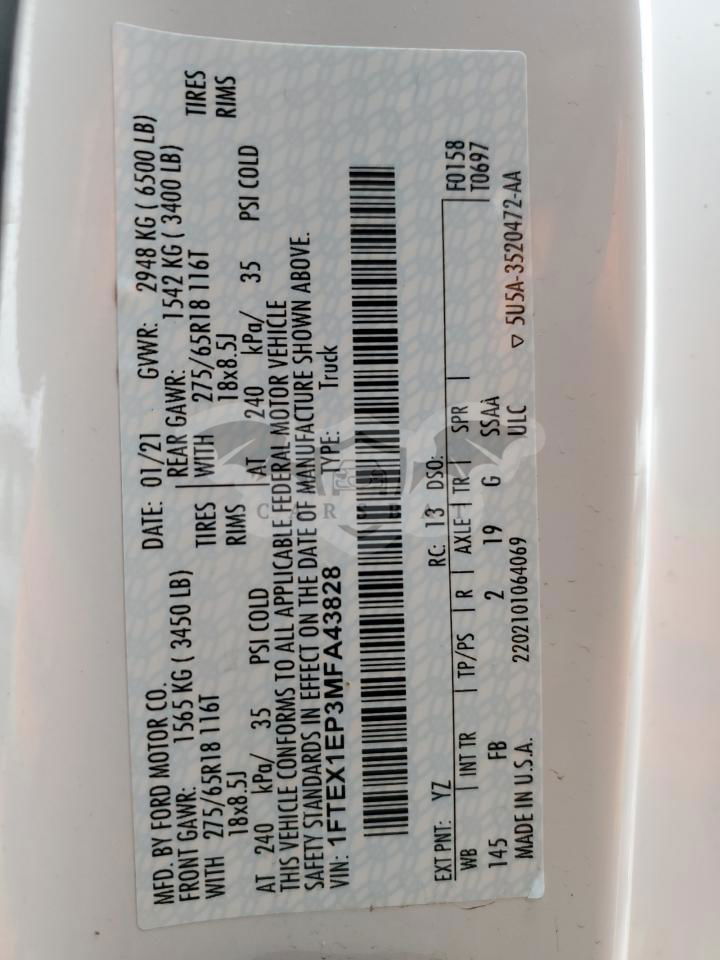 MFD. BY FORD MOTOR CO.
DATE: 01/21 GVWR: 2948 KG ( 6500 LB)
FRONT GAWR: 1565 KG ( 3450 LB) REAR GAWR: 1542 KG ( 3400 LB)
WITH 275/65R18 116T TIRES WITH 275/65R18 116T TIRES
18x8.5J RIMS 18x8.5J RIMS
AT 240 kPa/ 35 PSI COLD AT 240 kPa/ 35 PSI COLD
THIS VEHICLE CONFORMS TO ALL APPLICABLE FEDERAL MOTOR VEHICLE
SAFETY STANDARDS IN EFFECT ON THE DATE OF MANUFACTURE SHOWN ABOVE.
VIN: 1FTEX1EP3MFA43828 TYPE: Truck
EXT PNT: YZ RC: 13 DSO: F0158
WB INT TR TP/PS R AXLE TR SPR T0697
145 FB 2 19 G SSAA
MADE IN U.S.A. 2202101064069 ULC ▽ 5U5A-3520472-AA